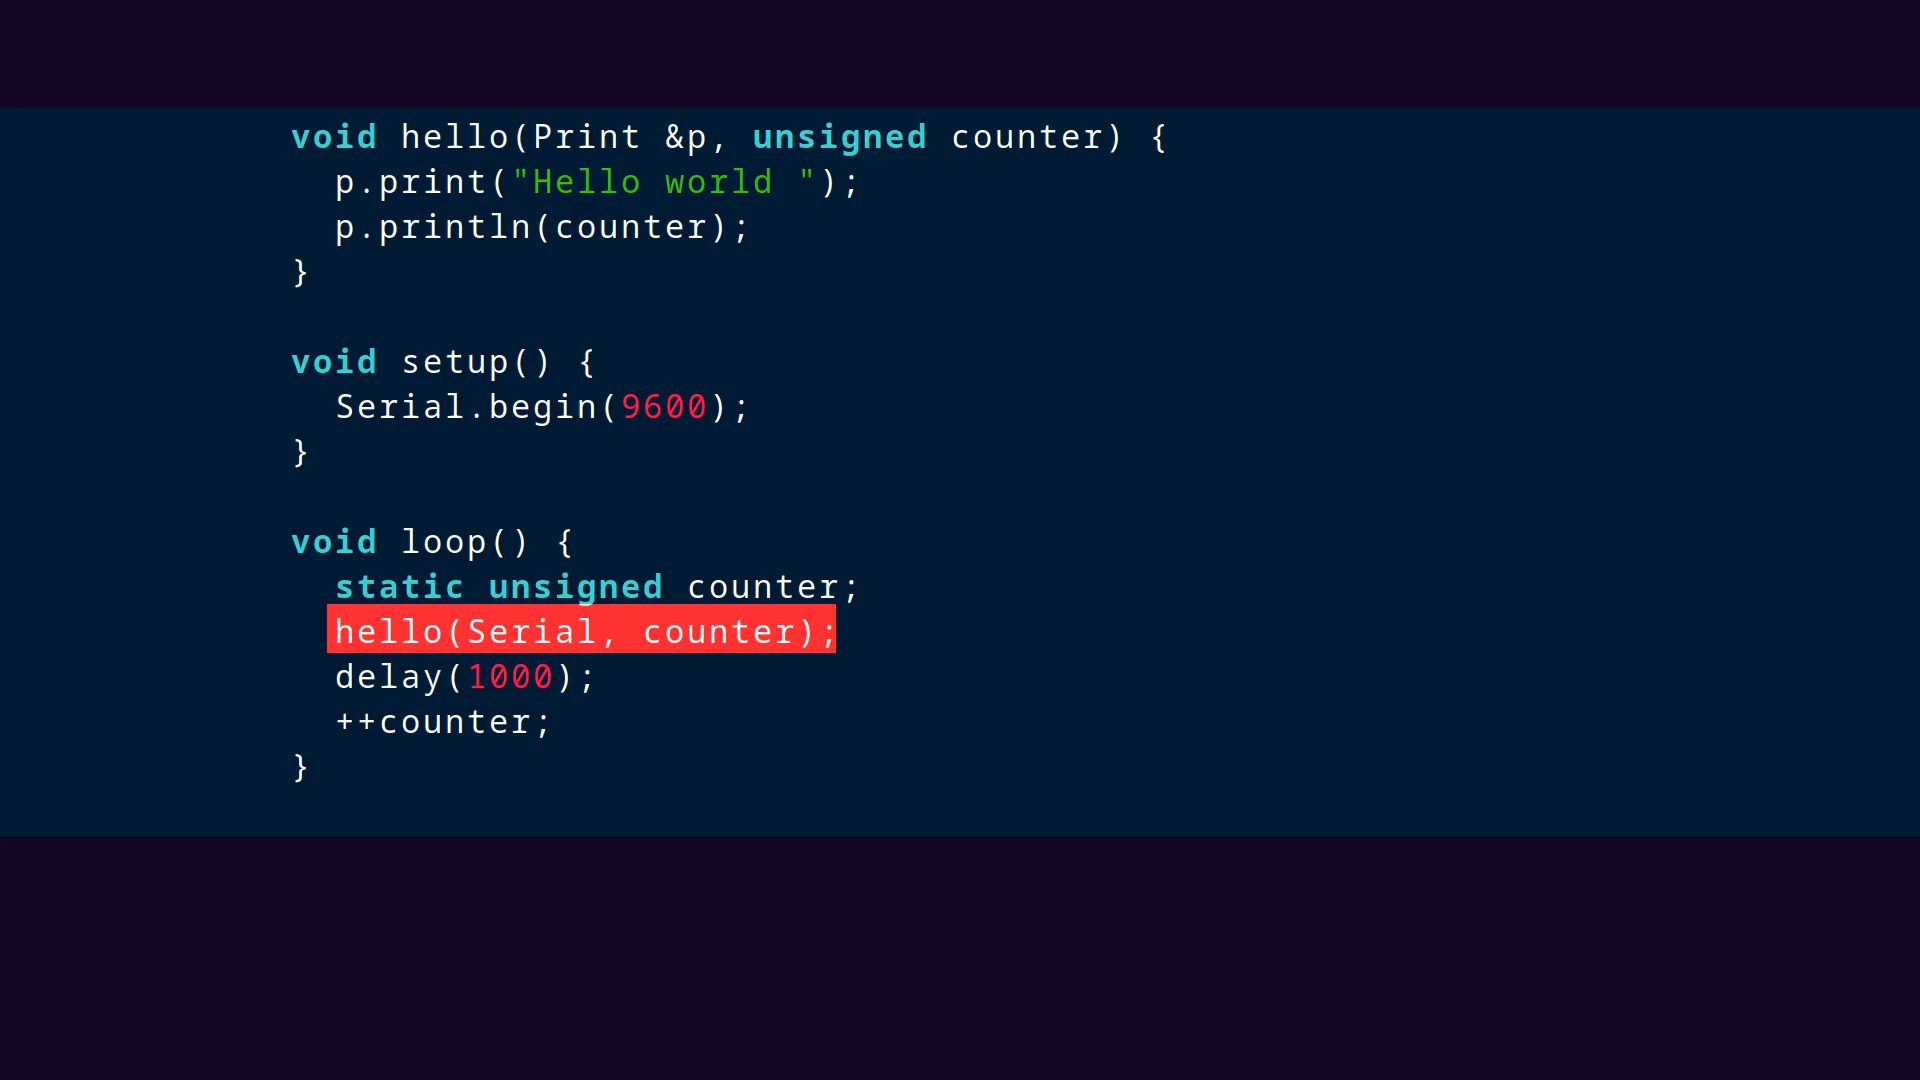 void hello(Print &p, unsigned counter) {
  p.print("Hello world ");
  p.println(counter);
}

void setup() {
  Serial.begin(9600);
}

void loop() {
  static unsigned counter;
  hello(Serial, counter);
  delay(1000);
  ++counter;
}